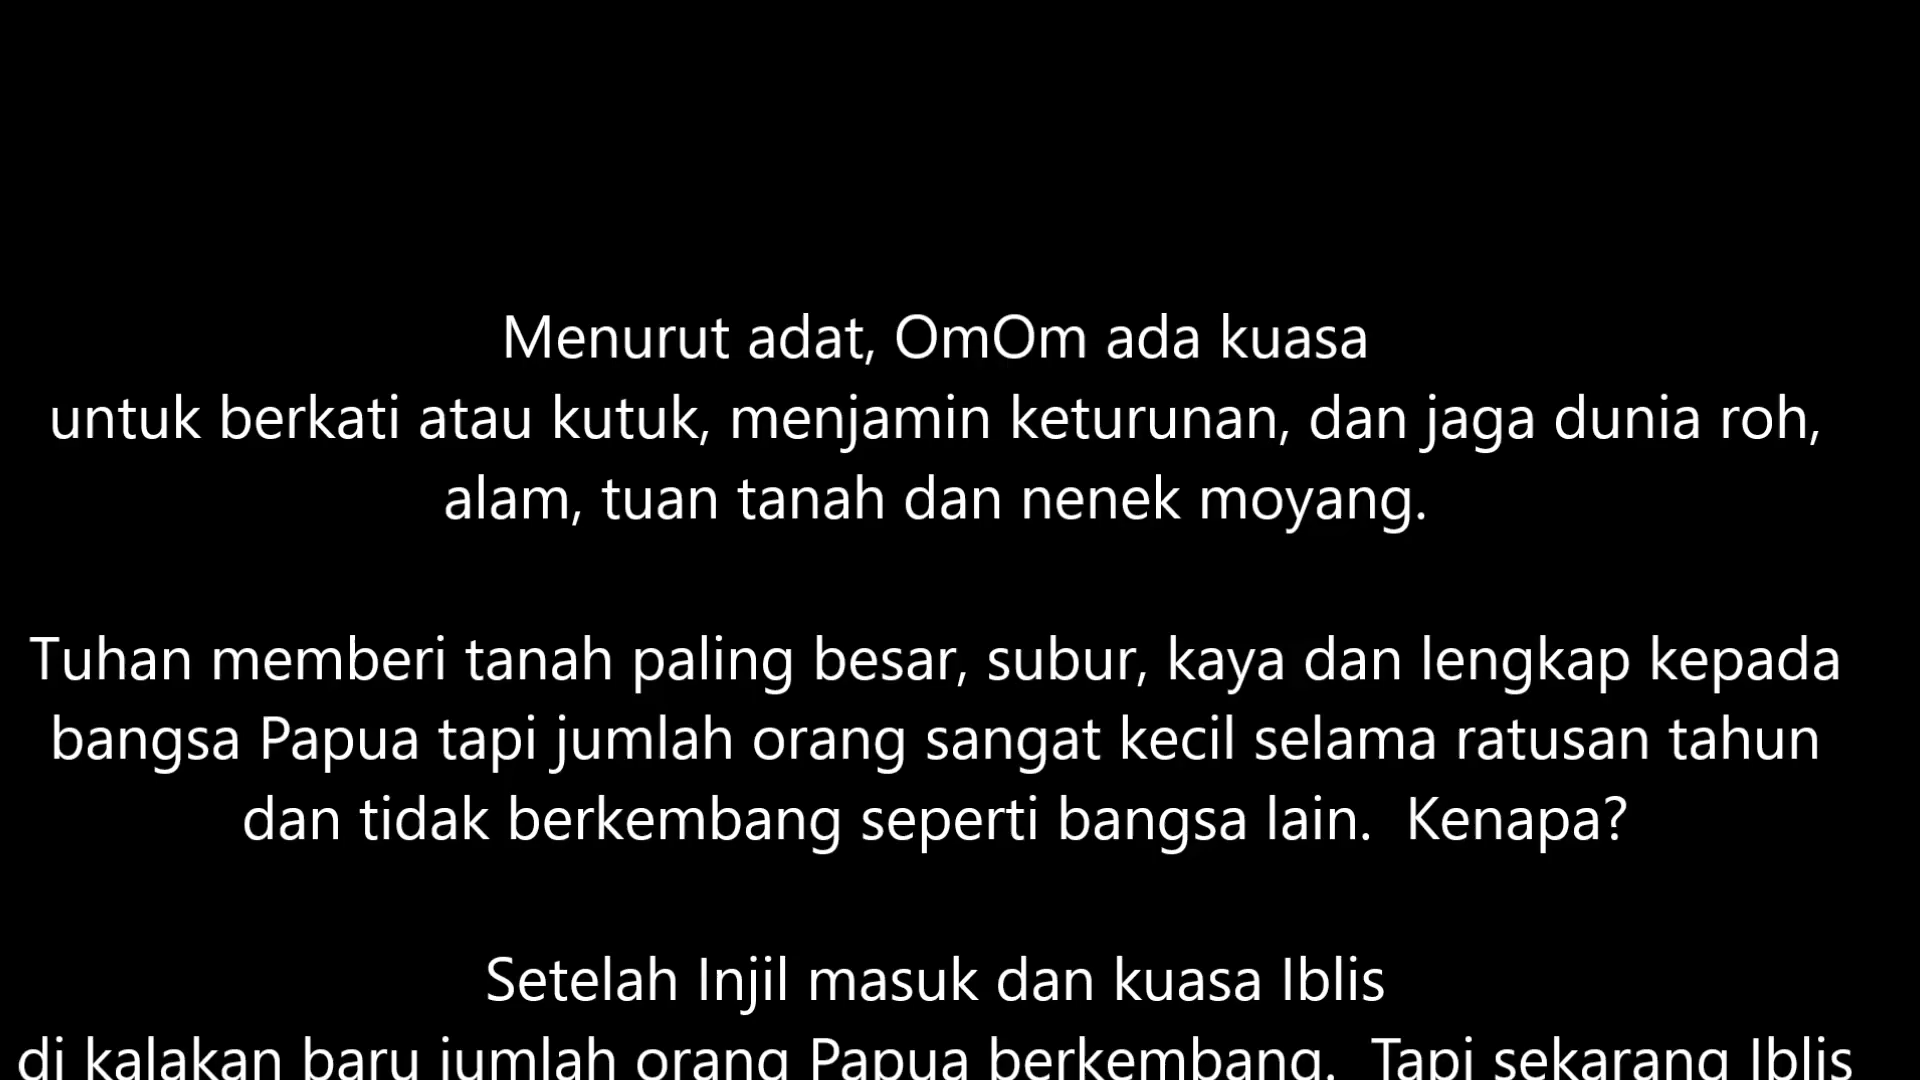 Menurut adat, OmOm ada kuasa
untuk berkati atau kutuk, menjamin keturunan, dan jaga dunia roh,
alam, tuan tanah dan nenek moyang.
Tuhan memberi tanah paling besar, subur, kaya dan lengkap kepada
bangsa Papua tapi jumlah orang sangat kecil selama ratusan tahun
dan tidak berkembang seperti bangsa lain.  Kenapa?
Setelah Injil masuk dan kuasa Iblis
di kalakan baru jumlah orang Papua berkembang.  Tapi sekarang Iblis